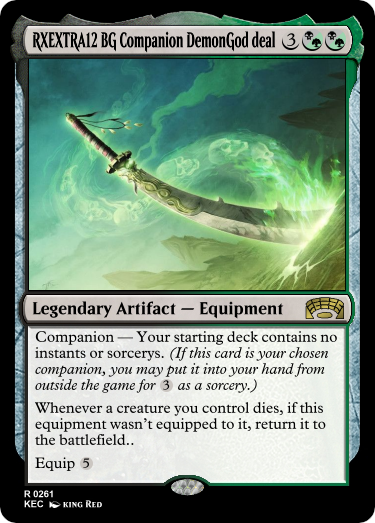 RXEXTRA12 BG Companion DemonGod deal 3
Legendary Artifact — Equipment
Companion — Your starting deck contains no
instants or sorcerys. (If this card is your chosen
companion, you may put it into your hand from
outside the game for 3 as a sorcery.)
Whenever a creature you control dies, if this
equipment wasn't equipped to it, return it to
the battlefield..
Equip 5
R 0261
KEC KING RED